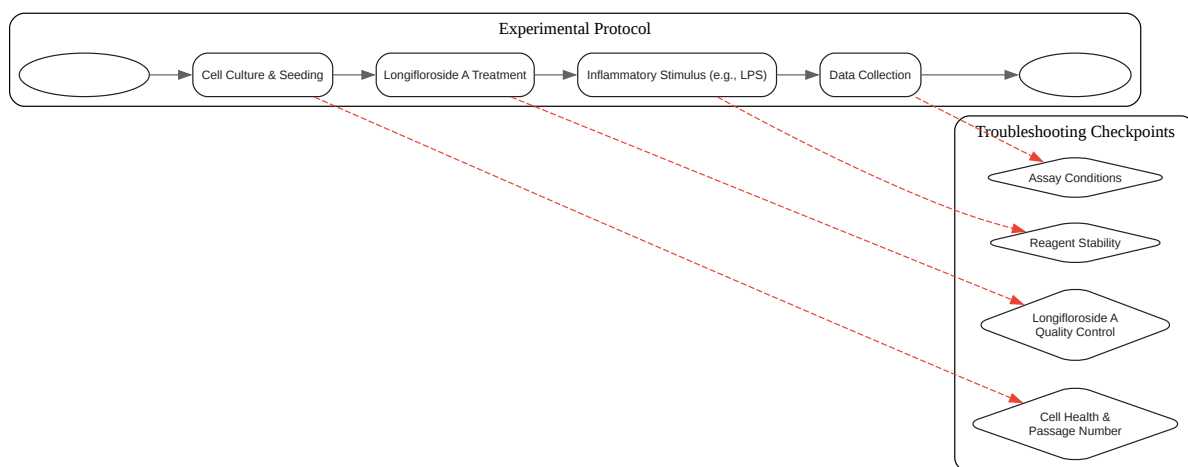 Experimental Protocol
Cell Culture & Seeding
Longifloroside A Treatment
Inflammatory Stimulus (e.g., LPS)
Data Collection
Troubleshooting Checkpoints
Assay Conditions
Reagent Stability
Longifloroside A
Quality Control
Cell Health &
Passage Number